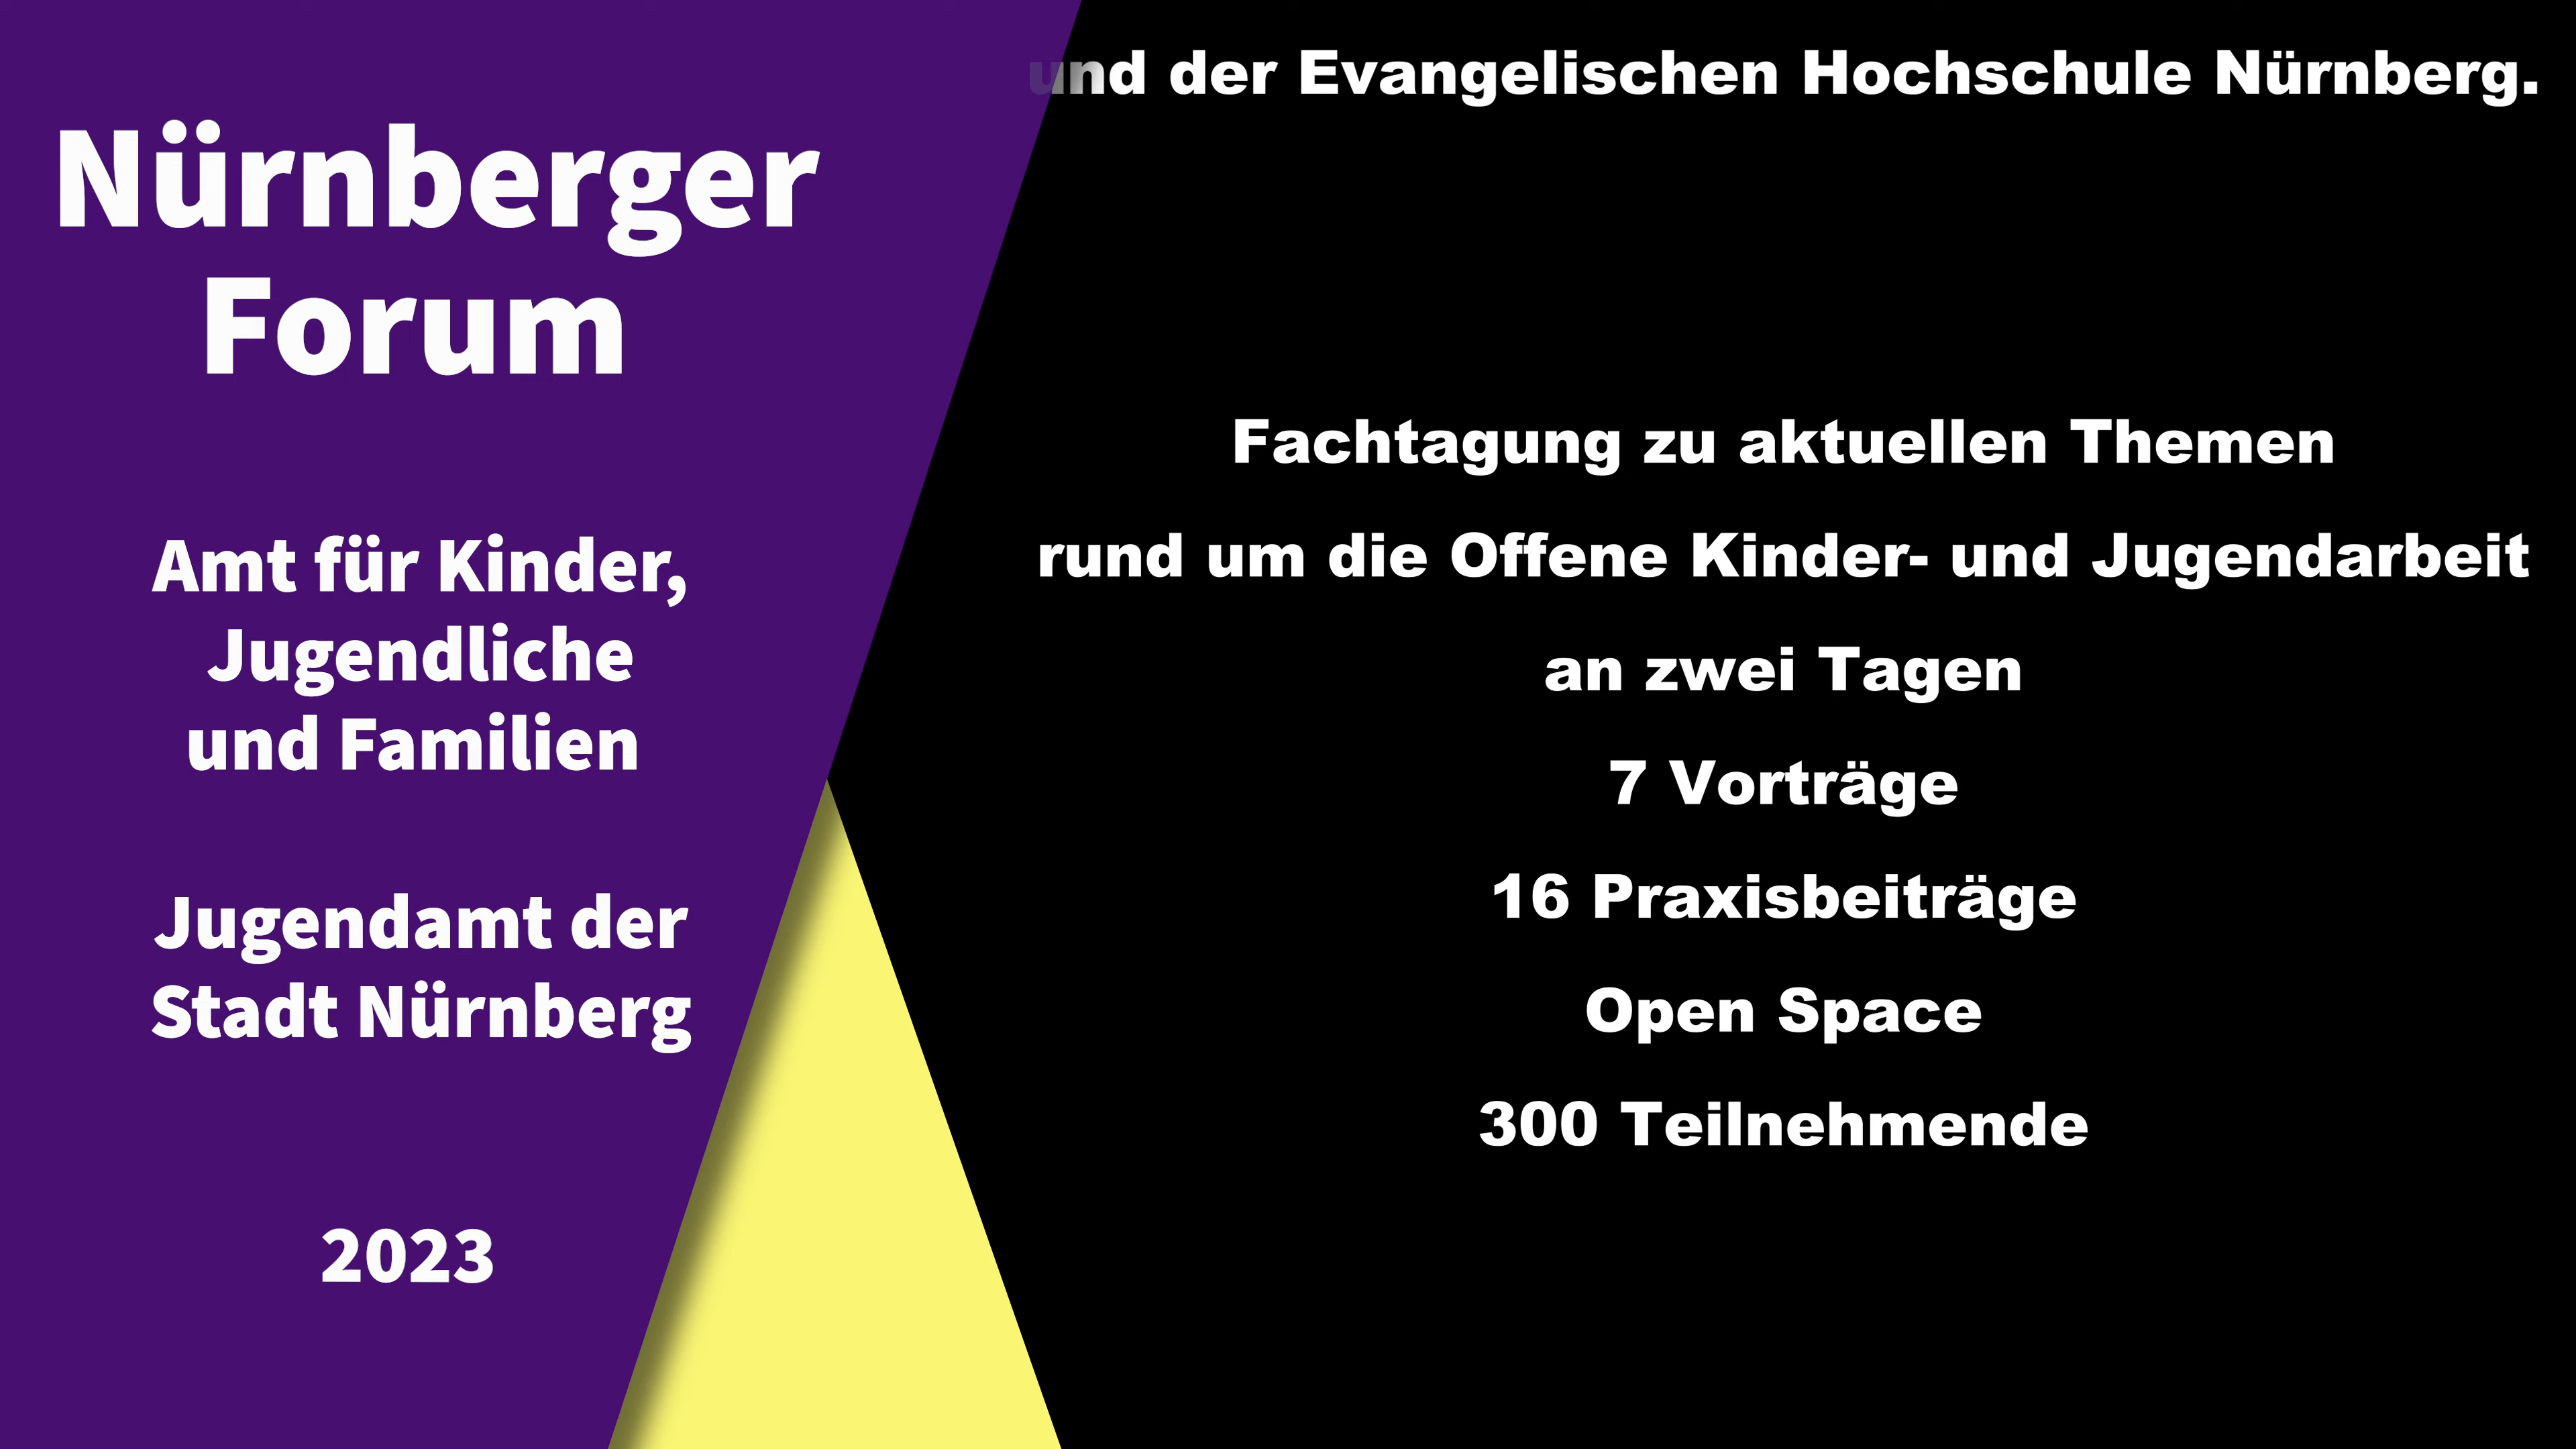 Nürnberger
Forum
Amt für Kinder,
Jugendliche
und Familien
Jugendamt der
Stadt Nürnberg
2023
und der Evangelischen Hochschule Nürnberg.
Fachtagung zu aktuellen Themen
rund um die Offene Kinder- und Jugendarbeit
an zwei Tagen
7 Vorträge
16 Praxisbeiträge
Open Space
300 Teilnehmende